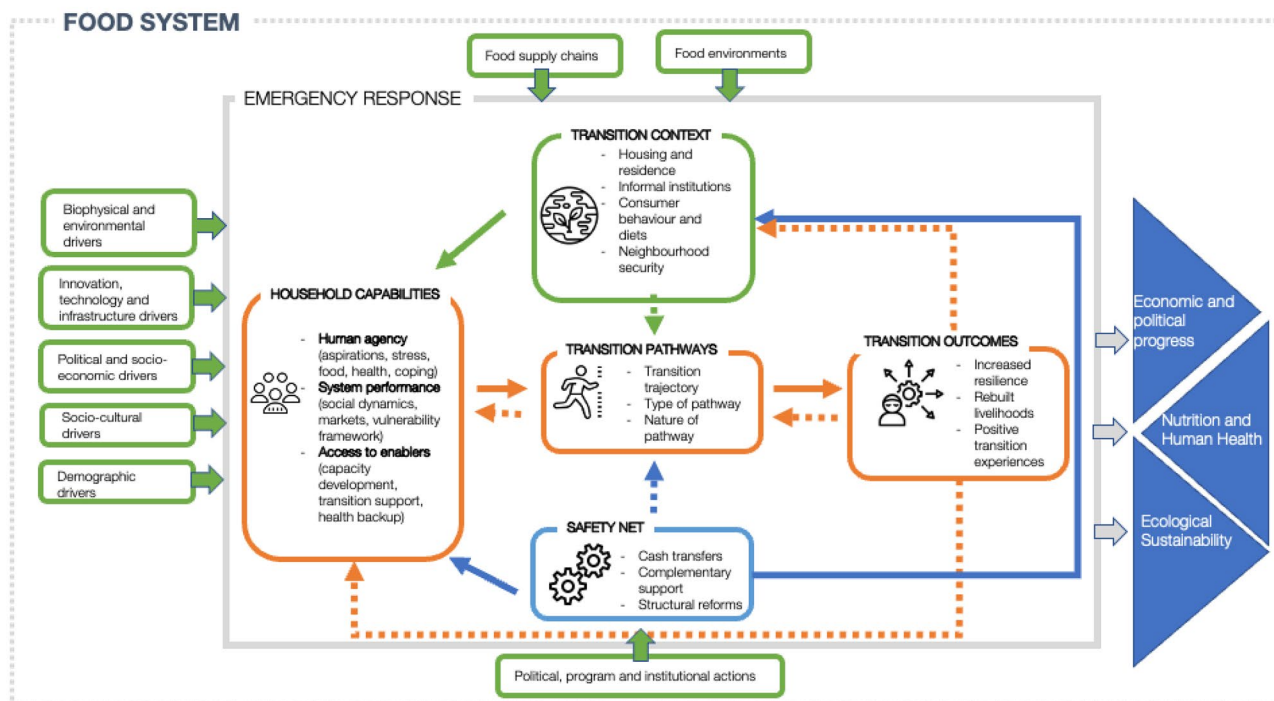 FOOD SYSTEM
Food supply chains
Food environments
EMERGENCY RESPONSE
TRANSITION CONTEXT
- Housing and
residence
- Informal institutions
- Consumer
behaviour and
diets
- Neighbourhood
security
Biophysical and
environmental
drivers
Innovation,
technology and
infrastructure drivers
Political and socio-
economic drivers
Socio-cultural
drivers
Demographic
drivers
HOUSEHOLD CAPABILITIES
- Human agency
(aspirations, stress,
food, health, coping)
- System performance
(social dynamics,
markets, vulnerability
framework)
- Access to enablers
(capacity
development,
transition support,
health backup)
TRANSITION PATHWAYS
- Transition
trajectory
- Type of pathway
- Nature of
pathway
TRANSITION OUTCOMES
- Increased
resilience
- Rebuilt
livelihoods
- Positive
transition
experiences
SAFETY NET
- Cash transfers
- Complementary
support
- Structural reforms
Political, program and institutional actions
Economic and
political
progress
Nutrition and
Human Health
Ecological
Sustainability